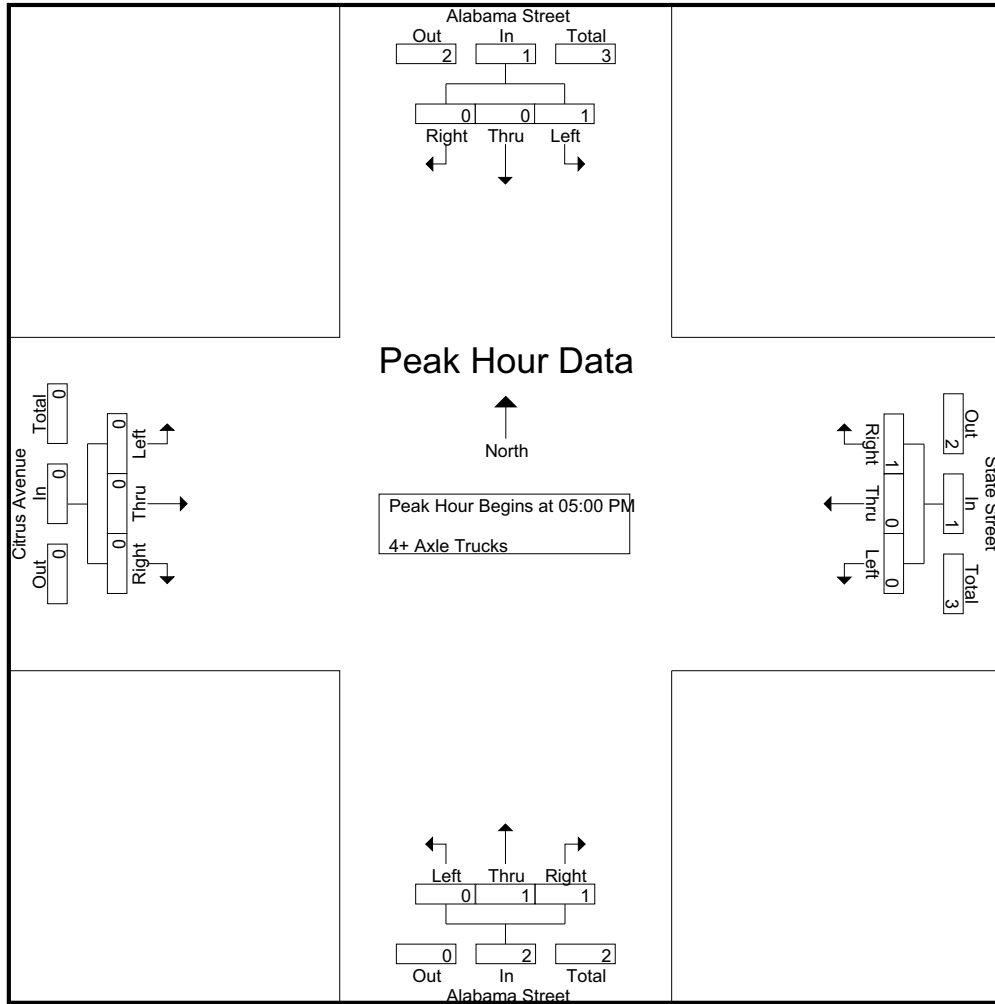 Alabama Street
Out In Total
2 1 3
0 0 1
Right Thru Left
Peak Hour Data
North
Peak Hour Begins at 05:00 PM
4+ Axle Trucks
Citrus Avenue
Out In Total
0 0 0
0 0 0
Right Thru Left
State Street
Out In Total
2 1 3
1 0 0
Right Thru Left
Left Thru Right
0 1 1
0 2 2
Out In Total
Alabama Street